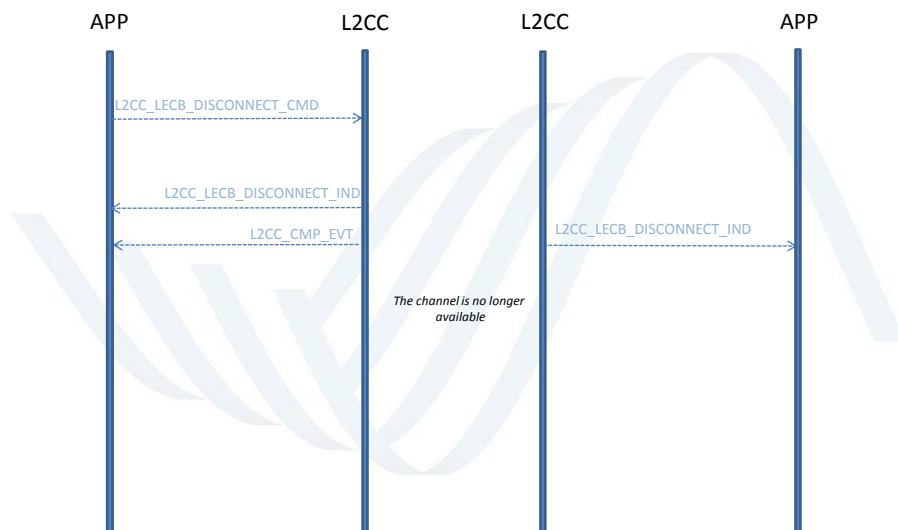 APP
L2CC
L2CC
APP
L2CC_LECB_DISCONNECT_CMD
L2CC_LECB_DISCONNECT_IND
L2CC_CMP_EVT
L2CC_LECB_DISCONNECT_IND
The channel is no longer
available